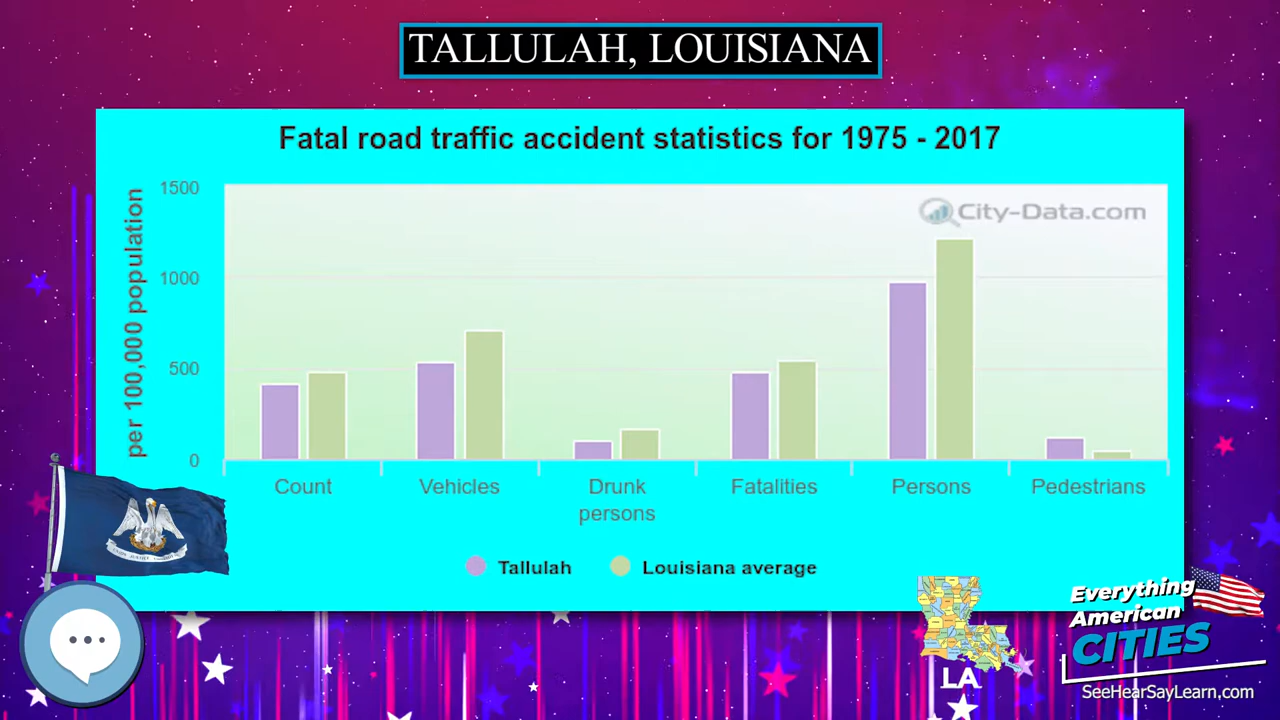 TALLULAH, LOUISIANA
Fatal road traffic accident statistics for 1975 - 2017
City-Data.com
per 100,000 population
1500
1000
500
0
Count
Vehicles
Drunk
persons
Fatalities
Persons
Pedestrians
Tallulah
Louisiana average
Everything
American
CITIES
LA
SeeHearSayLearn.com